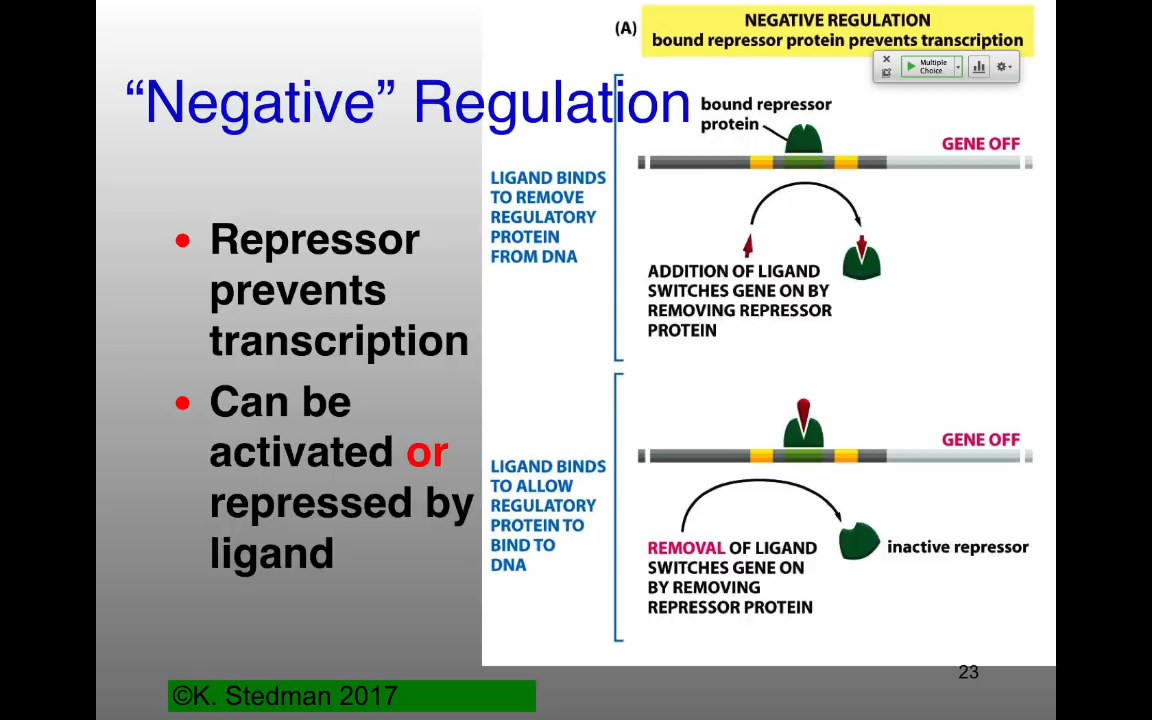 “Negative” Regulation
• Repressor
prevents
transcription
• Can be
activated or
repressed by
ligand
(A)
NEGATIVE REGULATION
bound repressor protein prevents transcription
Multiple
Choice
bound repressor
protein
GENE OFF
LIGAND BINDS
TO REMOVE
REGULATORY
PROTEIN
FROM DNA
ADDITION OF LIGAND
SWITCHES GENE ON BY
REMOVING REPRESSOR
PROTEIN
GENE OFF
LIGAND BINDS
TO ALLOW
REGULATORY
PROTEIN TO
BIND TO
DNA
REMOVAL OF LIGAND
SWITCHES GENE ON
BY REMOVING
REPRESSOR PROTEIN
inactive repressor
23
©K. Stedman 2017